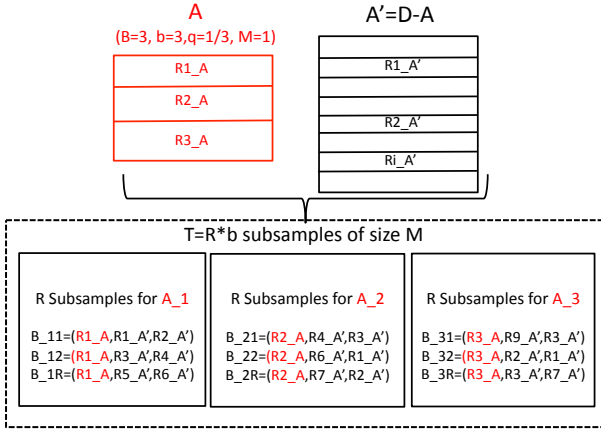 A
(B=3, b=3,q=1/3, M=1)
R1_A
R2_A
R3_A
A’=D-A
R1_A’
R2_A’
Ri_A’
T=R*b subsamples of size M
R Subsamples for A_1
B_11=(R1_A,R1_A’,R2_A’)
B_12=(R1_A,R3_A’,R4_A’)
B_1R=(R1_A,R5_A’,R6_A’)
R Subsamples for A_2
B_21=(R2_A,R4_A’,R3_A’)
B_22=(R2_A,R6_A’,R1_A’)
B_2R=(R2_A,R7_A’,R2_A’)
R Subsamples for A_3
B_31=(R3_A,R9_A’,R3_A’)
B_32=(R3_A,R2_A’,R1_A’)
B_3R=(R3_A,R3_A’,R7_A’)